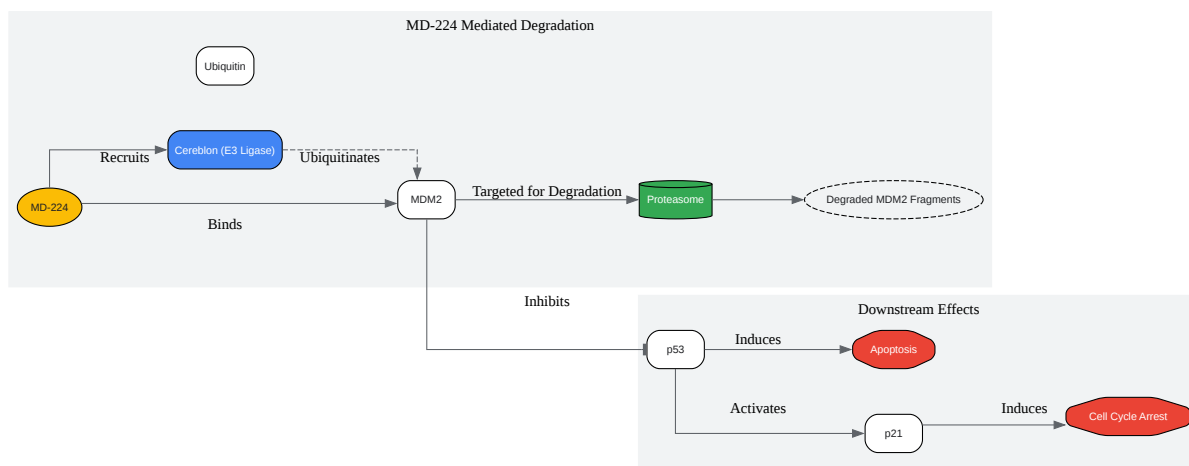 MD-224 Mediated Degradation
Ubiquitin
Cereblon (E3 Ligase)
Recruits
Ubiquitinates
MD-224
Binds
MDM2
Targeted for Degradation
Proteasome
Degraded MDM2 Fragments
Inhibits
Downstream Effects
p53
Induces
Apoptosis
Activates
p21
Induces
Cell Cycle Arrest